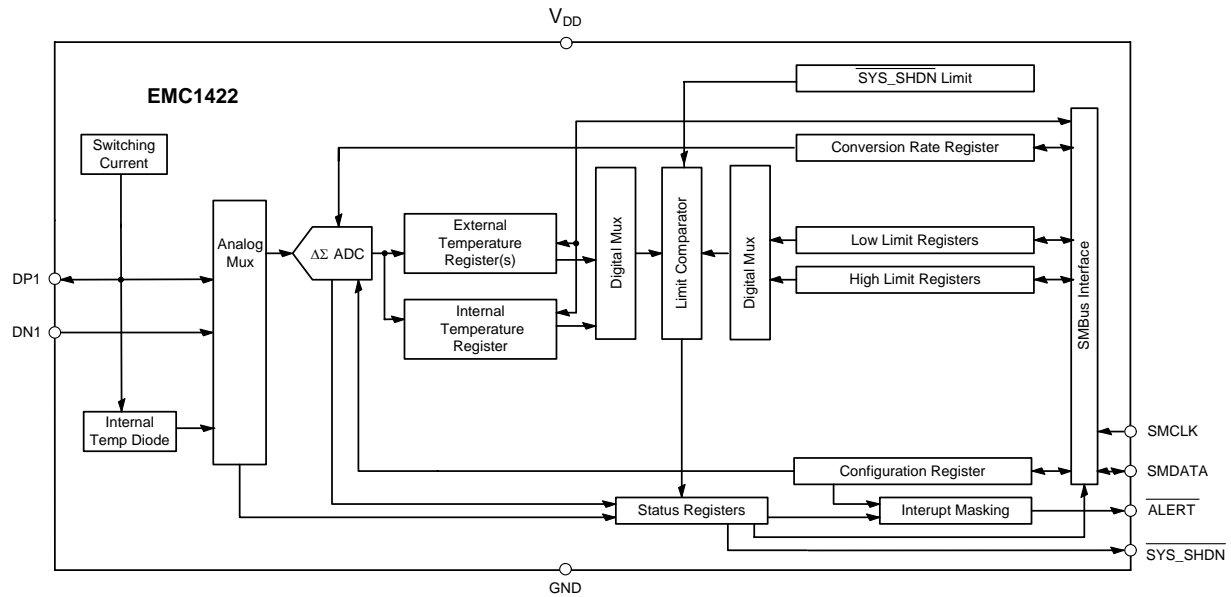 VDD
EMC1422
SYS_SHDN Limit
Switching
Current
Conversion Rate Register
Analog
Mux
ΔΣ ADC
External
Temperature
Register(s)
Digital Mux
Limit Comparator
Digital Mux
Low Limit Registers
High Limit Registers
SMBus Interface
DP1
DN1
Internal
Temperature
Register
Internal
Temp Diode
SMCLK
Configuration Register
SMDATA
Status Registers
Interupt Masking
ALERT
SYS_SHDN
GND